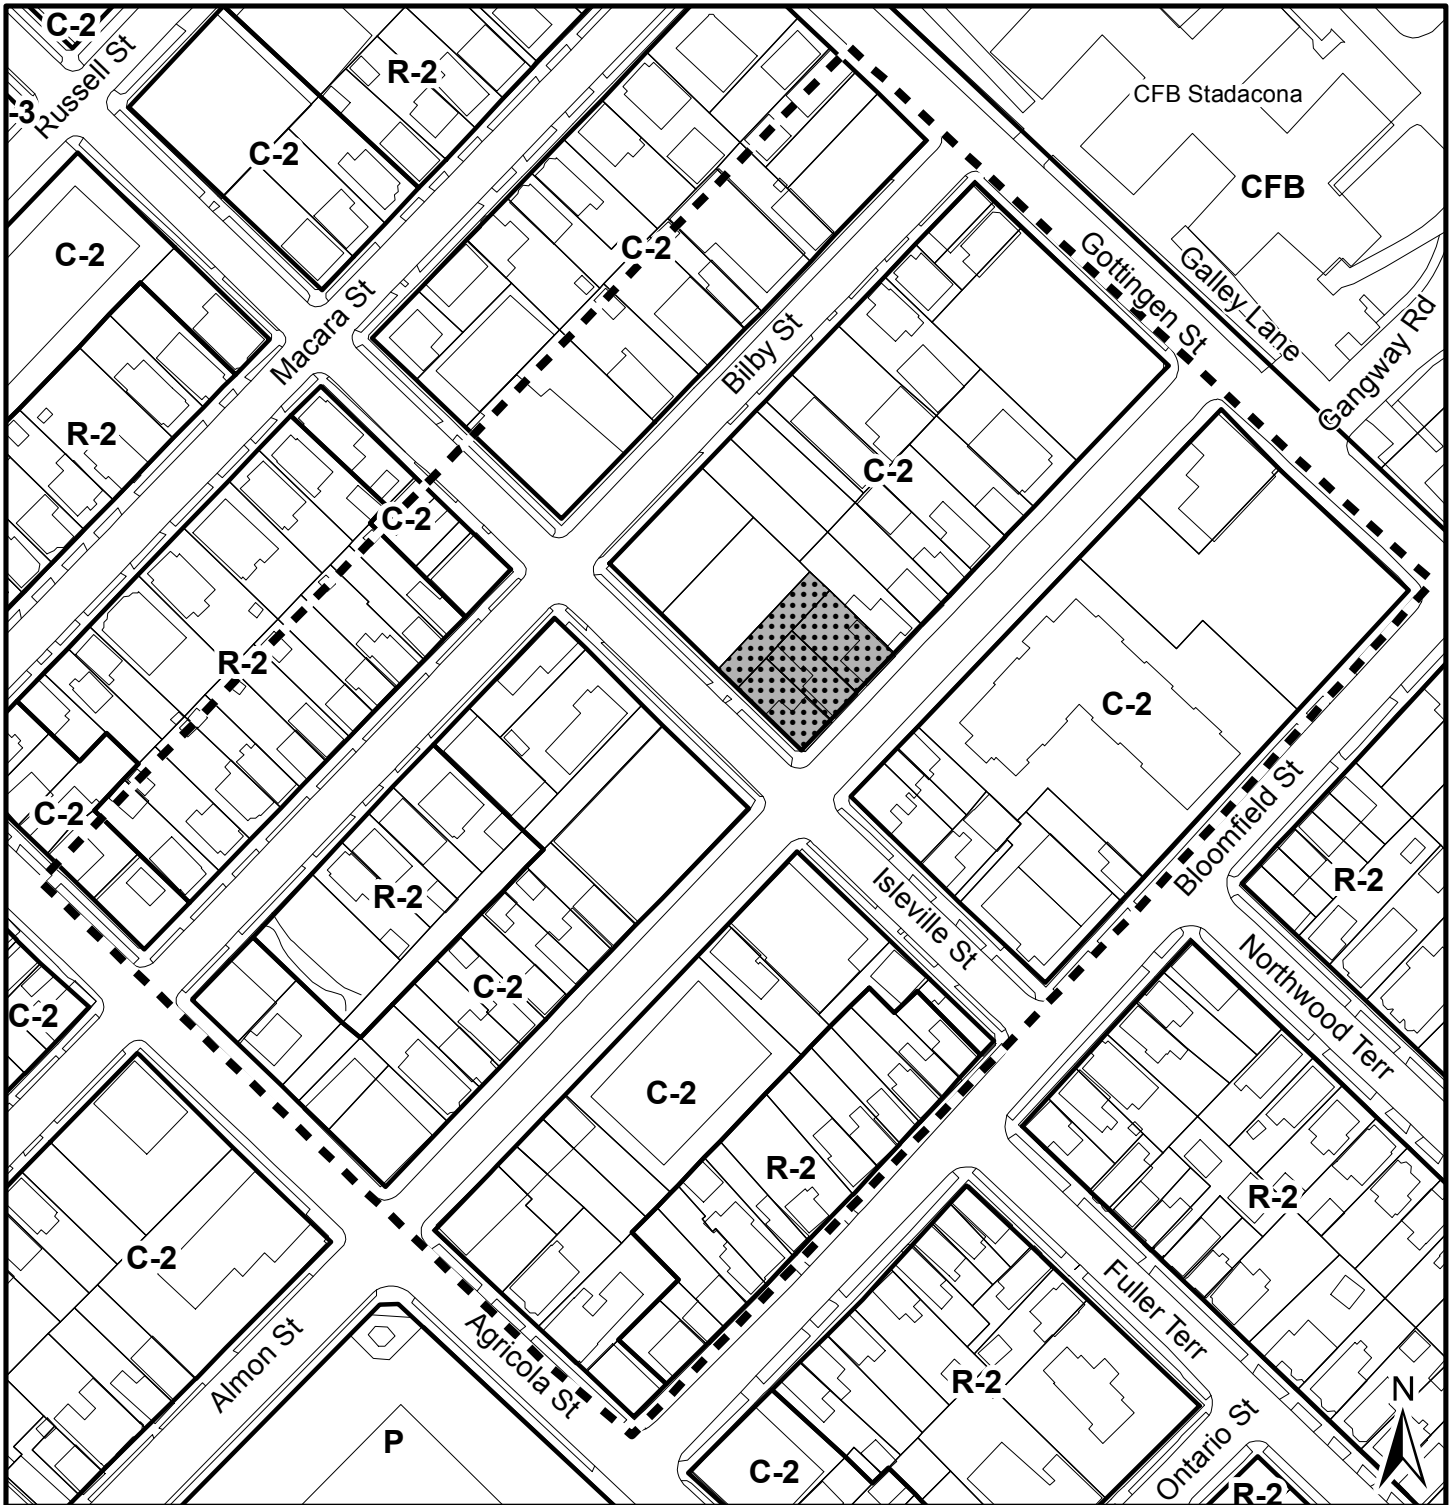 C-2
Russell St
-3
R-2
C-2
CFB Stadacona
CFB
C-2
C-2
Gottingen St
Galley Lane
Gangway Rd
Macara St
Bilby St
R-2
C-2
C-2
R-2
C-2
C-2
R-2
Isleville St
Bloomfield St
R-2
Northwood Terr
C-2
C-2
C-2
R-2
R-2
C-2
Fuller Terr
Almon St
Agricola St
R-2
Ontario St
N
P
C-2
R-2